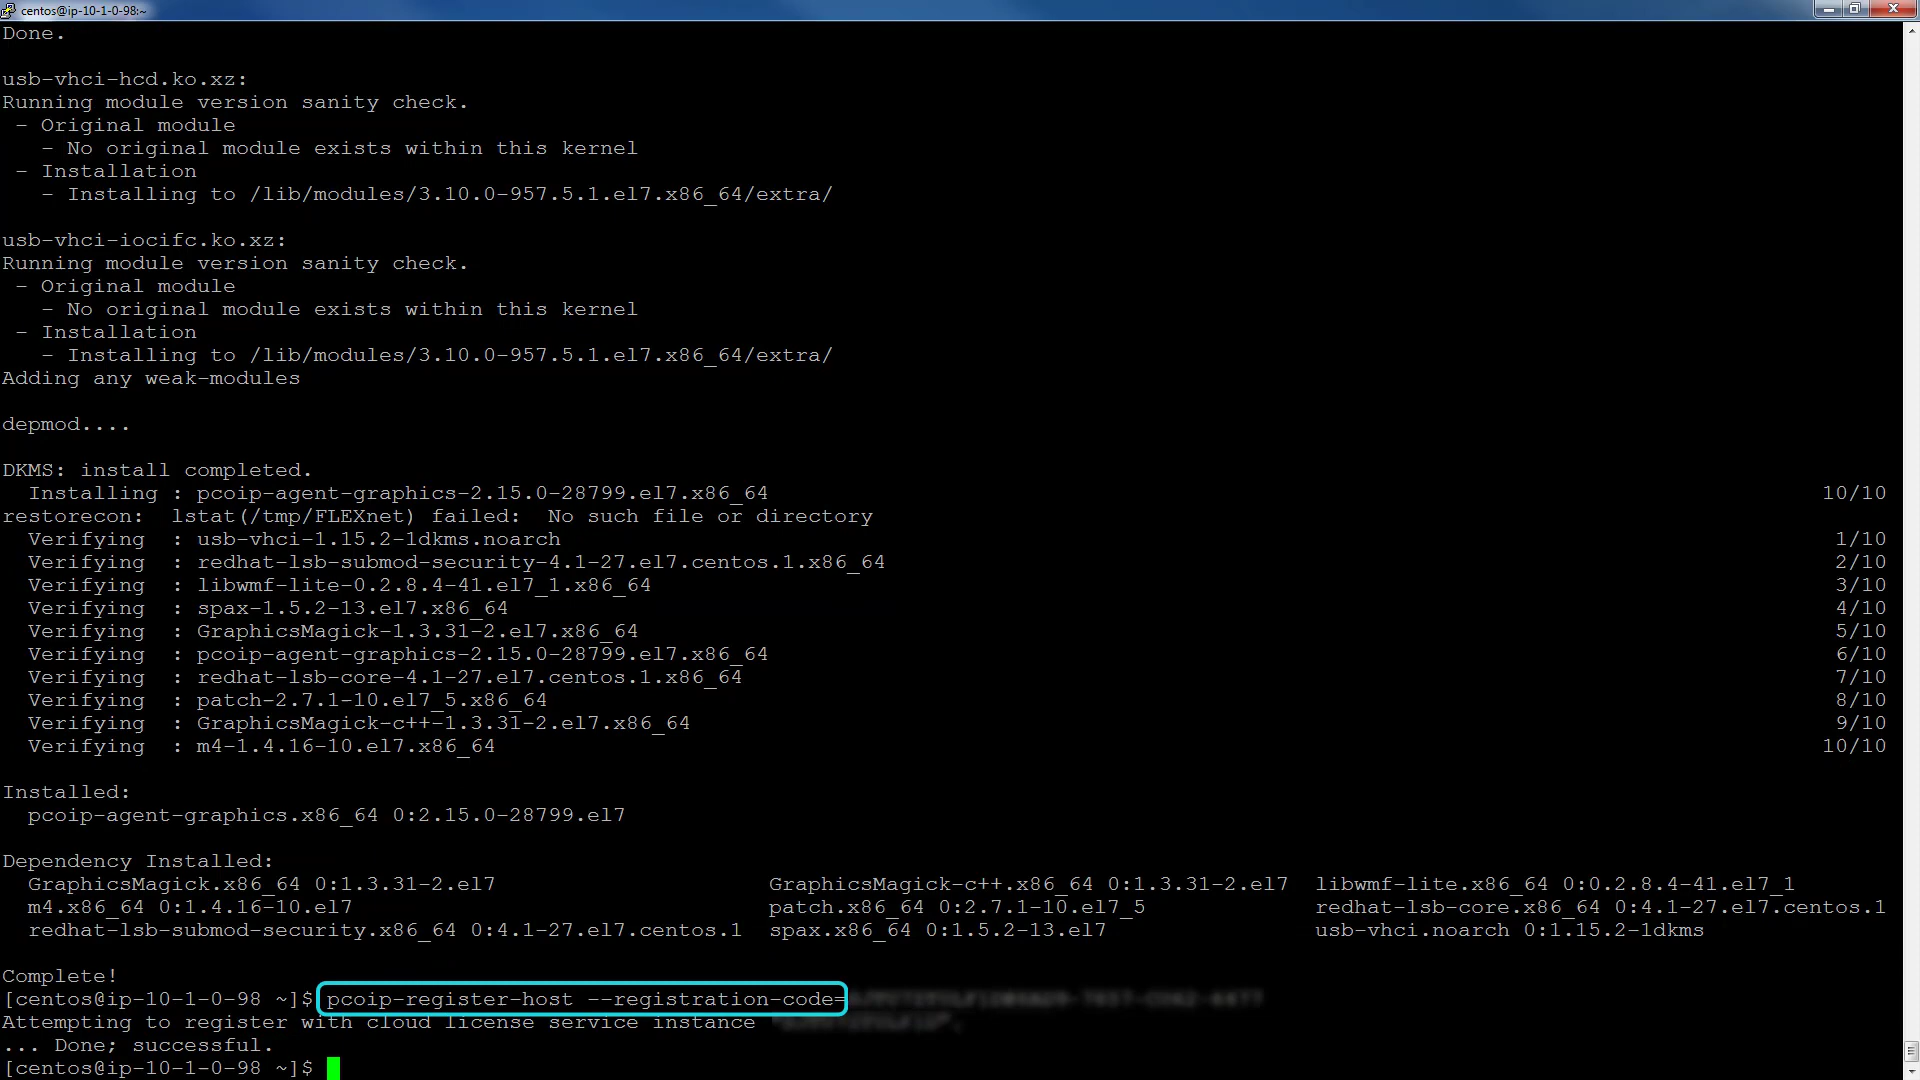 centos@ip-10-1-0-98:~
Done.
usb-vhci-hcd.ko.xz:
Running module version sanity check.
- Original module
- No original module exists within this kernel
- Installation
- Installing to /lib/modules/3.10.0-957.5.1.el7.x86_64/extra/
usb-vhci-iocifc.ko.xz:
Running module version sanity check.
- Original module
- No original module exists within this kernel
- Installation
- Installing to /lib/modules/3.10.0-957.5.1.el7.x86_64/extra/
Adding any weak-modules
depmod....
DKMS: install completed.
Installing : pcoip-agent-graphics-2.15.0-28799.el7.x86_64 10/10
restorecon:  lstat(/tmp/FLEXnet) failed:  No such file or directory
Verifying  : usb-vhci-1.15.2-1dkms.noarch 1/10
Verifying  : redhat-lsb-submod-security-4.1-27.el7.centos.1.x86_64 2/10
Verifying  : libwmf-lite-0.2.8.4-41.el7_1.x86_64 3/10
Verifying  : spax-1.5.2-13.el7.x86_64 4/10
Verifying  : GraphicsMagick-1.3.31-2.el7.x86_64 5/10
Verifying  : pcoip-agent-graphics-2.15.0-28799.el7.x86_64 6/10
Verifying  : redhat-lsb-core-4.1-27.el7.centos.1.x86_64 7/10
Verifying  : patch-2.7.1-10.el7_5.x86_64 8/10
Verifying  : GraphicsMagick-c++-1.3.31-2.el7.x86_64 9/10
Verifying  : m4-1.4.16-10.el7.x86_64 10/10
Installed:
pcoip-agent-graphics.x86_64 0:2.15.0-28799.el7
Dependency Installed:
GraphicsMagick.x86_64 0:1.3.31-2.el7 GraphicsMagick-c++.x86_64 0:1.3.31-2.el7 libwmf-lite.x86_64 0:0.2.8.4-41.el7_1
m4.x86_64 0:1.4.16-10.el7 patch.x86_64 0:2.7.1-10.el7_5 redhat-lsb-core.x86_64 0:4.1-27.el7.centos.1
redhat-lsb-submod-security.x86_64 0:4.1-27.el7.centos.1 spax.x86_64 0:1.5.2-13.el7 usb-vhci.noarch 0:1.15.2-1dkms
Complete!
[centos@ip-10-1-0-98 ~]$ pcoip-register-host --registration-code=
Attempting to register with cloud license service instance
... Done; successful.
[centos@ip-10-1-0-98 ~]$